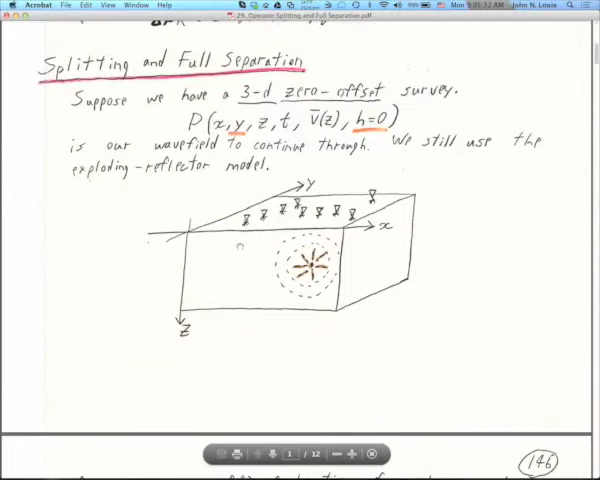 Acrobat File Edit View Window Help
99% Mon 9:05:32 AM John N. Louie
29. Operator Splitting and Full Separation.pdf
Splitting and Full Separation
Suppose we have a 3-d zero-offset survey.
P(x, y, z, t, v̄(z), h=0)
is our wavefield to continue through. We still use the
exploding-reflector model.
y
x
z
1 / 12
146